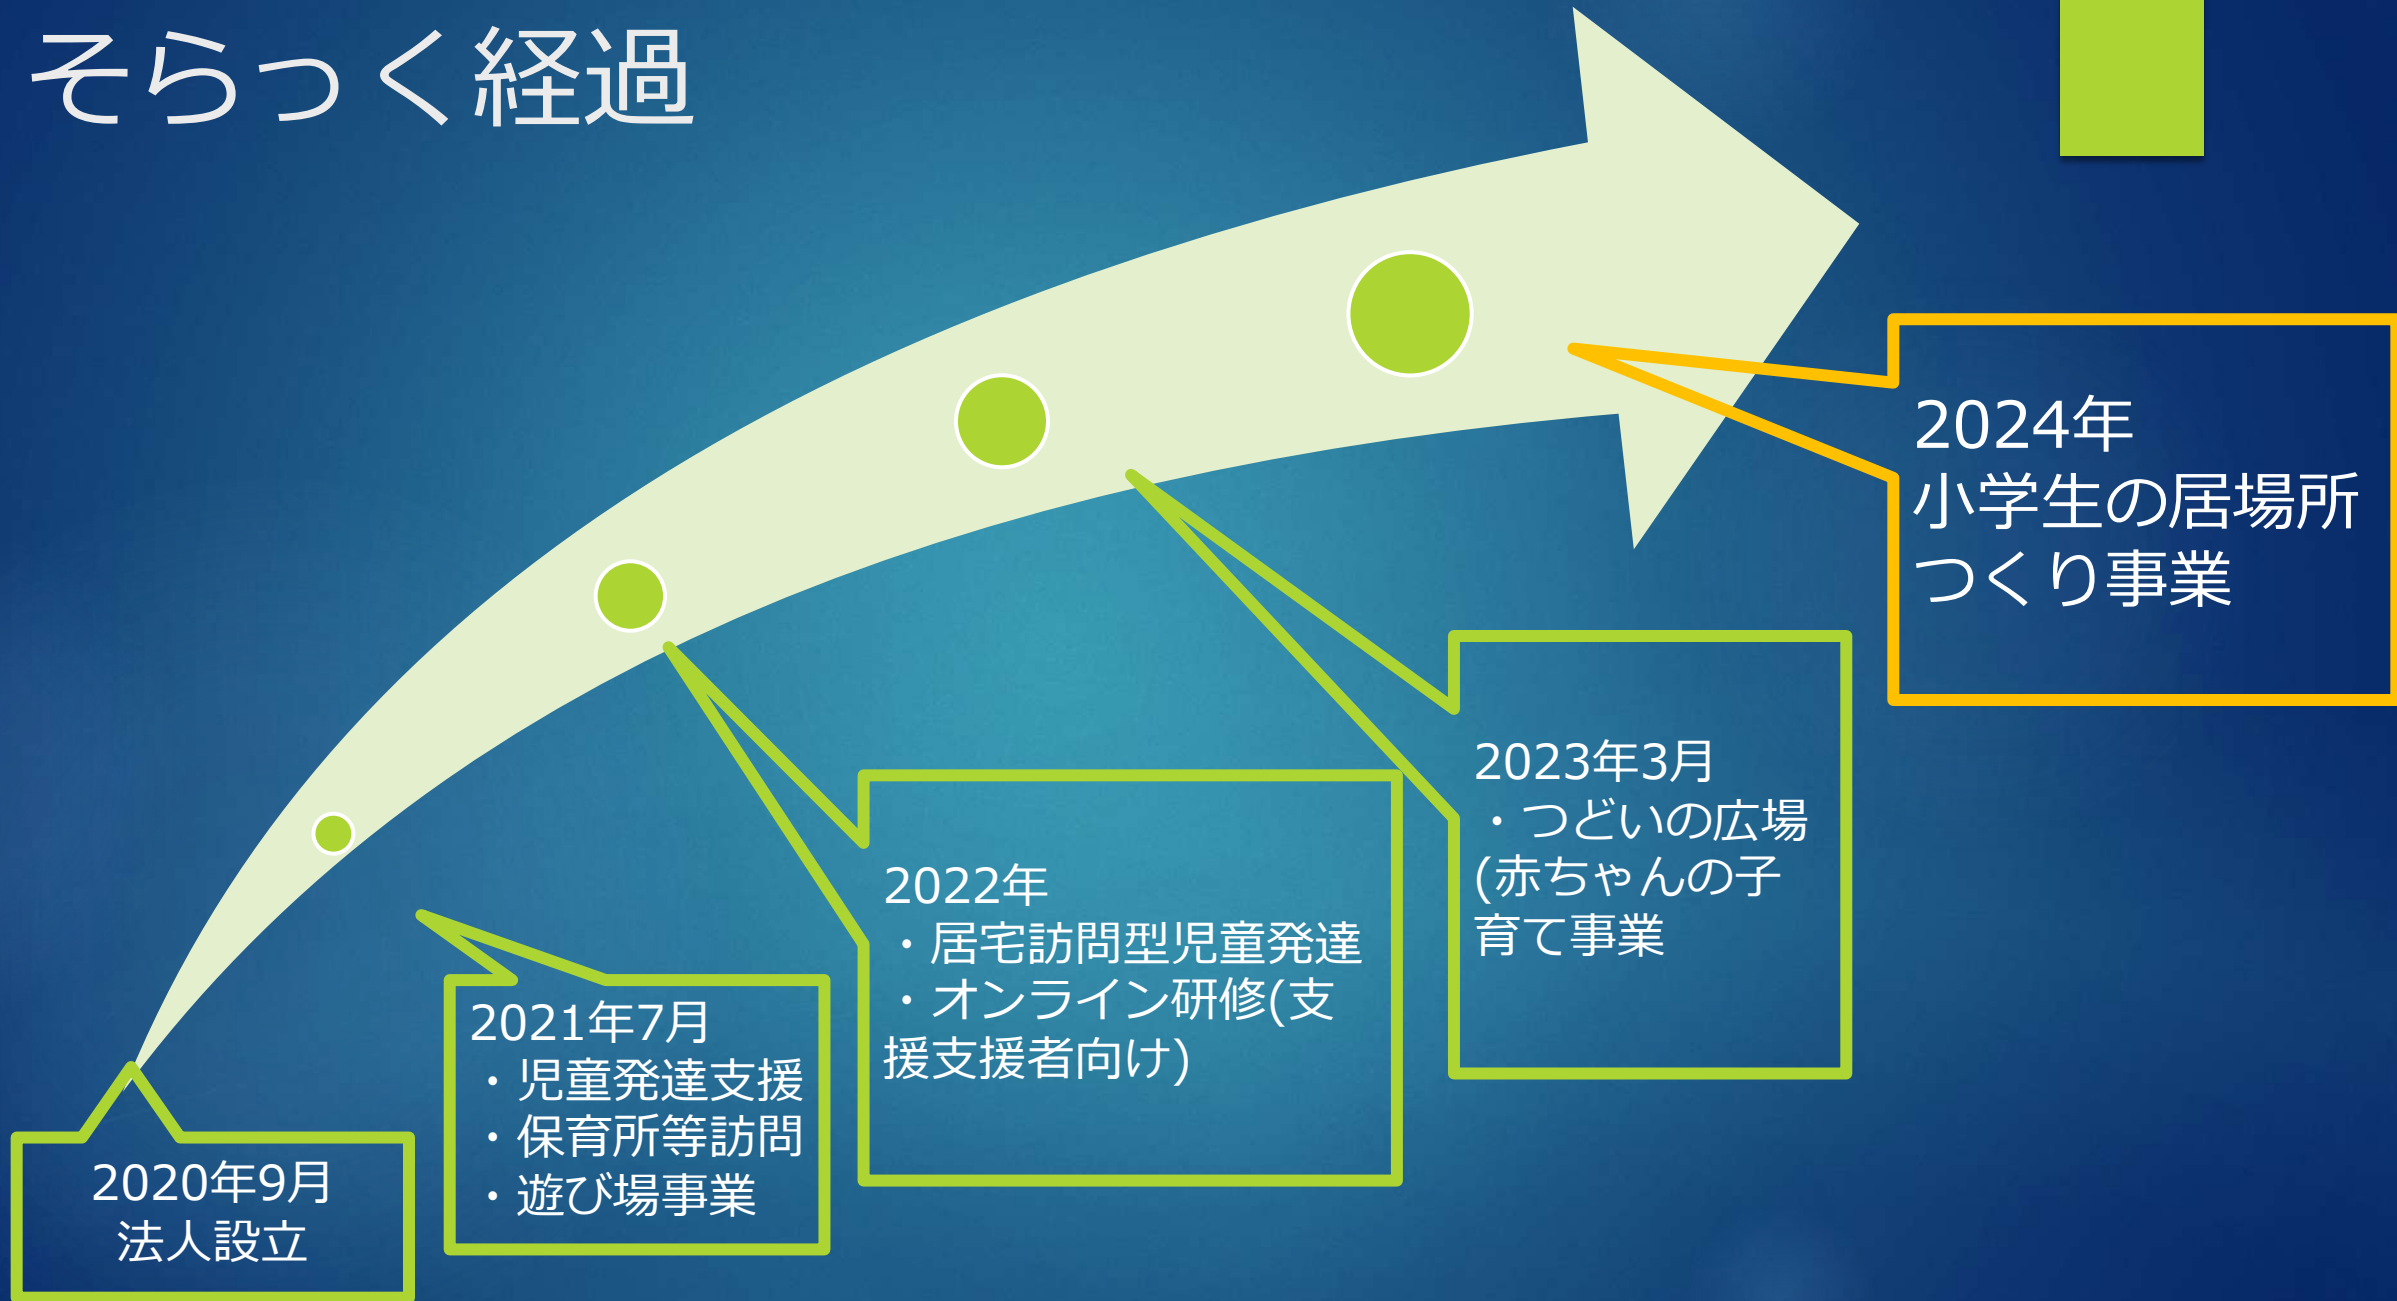 そらっく経過
2024年
小学生の居場所
つくり事業
2023年3月
・つどいの広場
(赤ちゃんの子
育て事業
2022年
・居宅訪問型児童発達
・オンライン研修(支
援支援者向け)
2021年7月
・児童発達支援
・保育所等訪問
・遊び場事業
2020年9月
法人設立